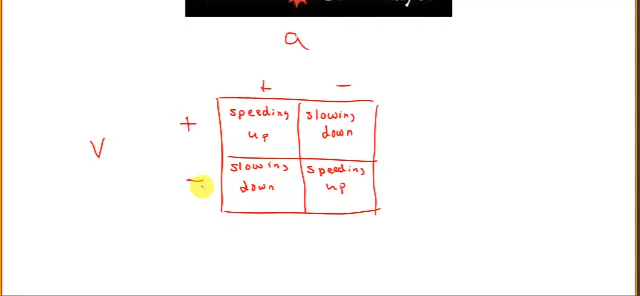 a
+ −
+ speeding slowing
up down
V
− slowing speeding
down up